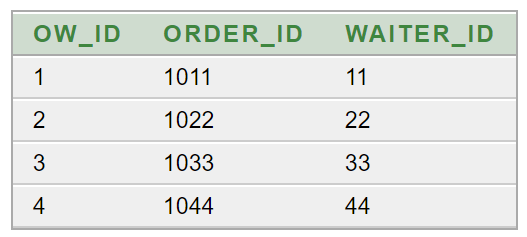 OW_ID ORDER_ID WAITER_ID
1 1011 11
2 1022 22
3 1033 33
4 1044 44